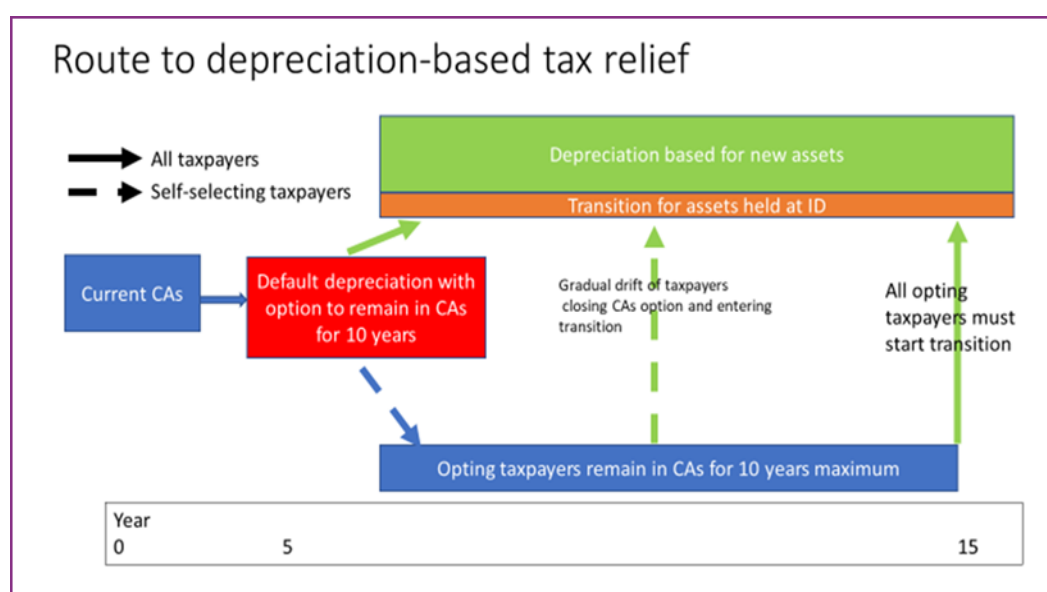 Route to depreciation-based tax relief
All taxpayers
Self-selecting taxpayers
Depreciation based for new assets
Transition for assets held at ID
Current CAs
Default depreciation with
option to remain in CAs
for 10 years
Gradual drift of taxpayers
closing CAs option and entering
transition
All opting
taxpayers must
start transition
Opting taxpayers remain in CAs for 10 years maximum
Year
0 5 15